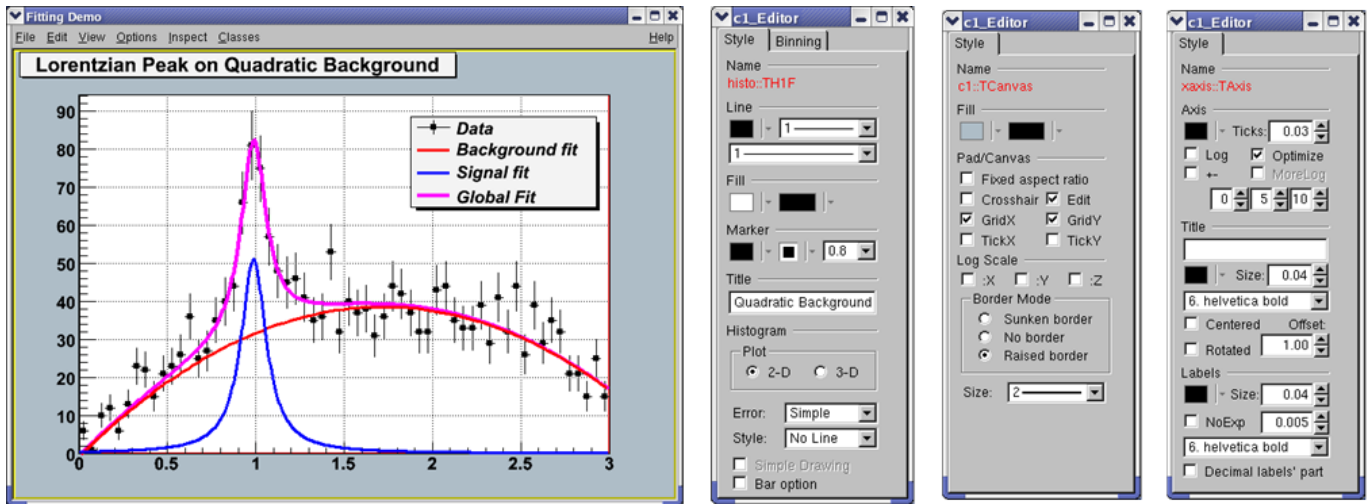 Fitting Demo
File Edit View Options Inspect Classes Help
Lorentzian Peak on Quadratic Background
90
80
70
60
50
40
30
20
10
0
0 0.5 1 1.5 2 2.5 3
Data
Background fit
Signal fit
Global Fit
c1_Editor
Style Binning
Name
histo::TH1F
Line
1
1
Fill
Marker
0.8
Title
Quadratic Background
Histogram
Plot
2-D 3-D
Error: Simple
Style: No Line
Simple Drawing
Bar option
c1_Editor
Style
Name
c1::TCanvas
Fill
Pad/Canvas
Fixed aspect ratio
Crosshair Edit
GridX GridY
TickX TickY
Log Scale
:X :Y :Z
Border Mode
Sunken border
No border
Raised border
Size: 2
c1_Editor
Style
Name
xaxis::TAxis
Axis
Ticks: 0.03
Log Optimize
+- MoreLog
0 5 10
Title
Size: 0.04
6. helvetica bold
Centered Offset:
Rotated 1.00
Labels
Size: 0.04
NoExp 0.005
6. helvetica bold
Decimal labels' part